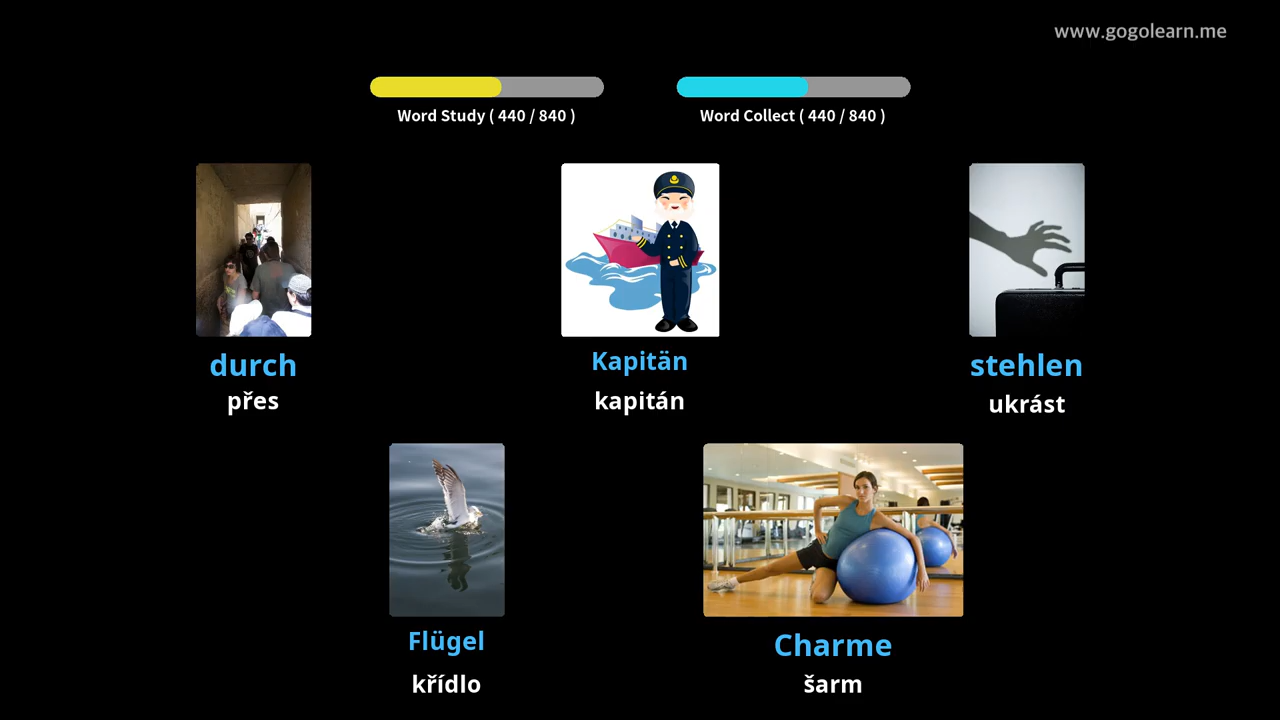 www.gogolearn.me
Word Study ( 440 / 840 )
Word Collect ( 440 / 840 )
durch
přes
Kapitän
kapitán
stehlen
ukrást
Flügel
křídlo
Charme
šarm